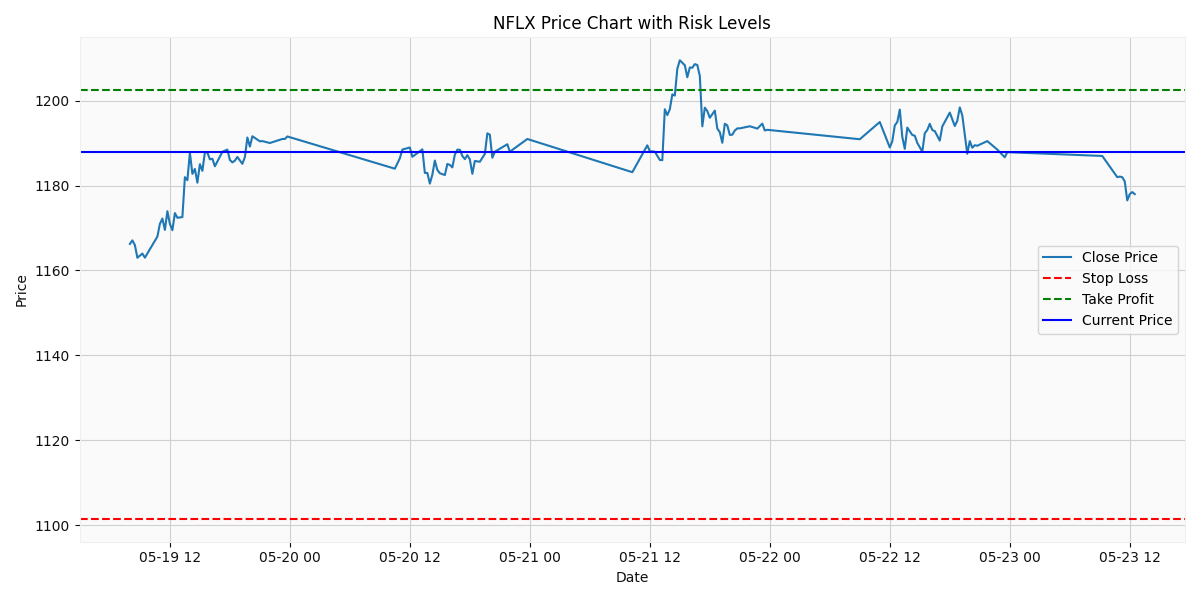 NFLX Price Chart with Risk Levels
Price
1200
1180
1160
1140
1120
1100
Close Price
Stop Loss
Take Profit
Current Price
05-19 12
05-20 00
05-20 12
05-21 00
05-21 12
05-22 00
05-22 12
05-23 00
05-23 12
Date